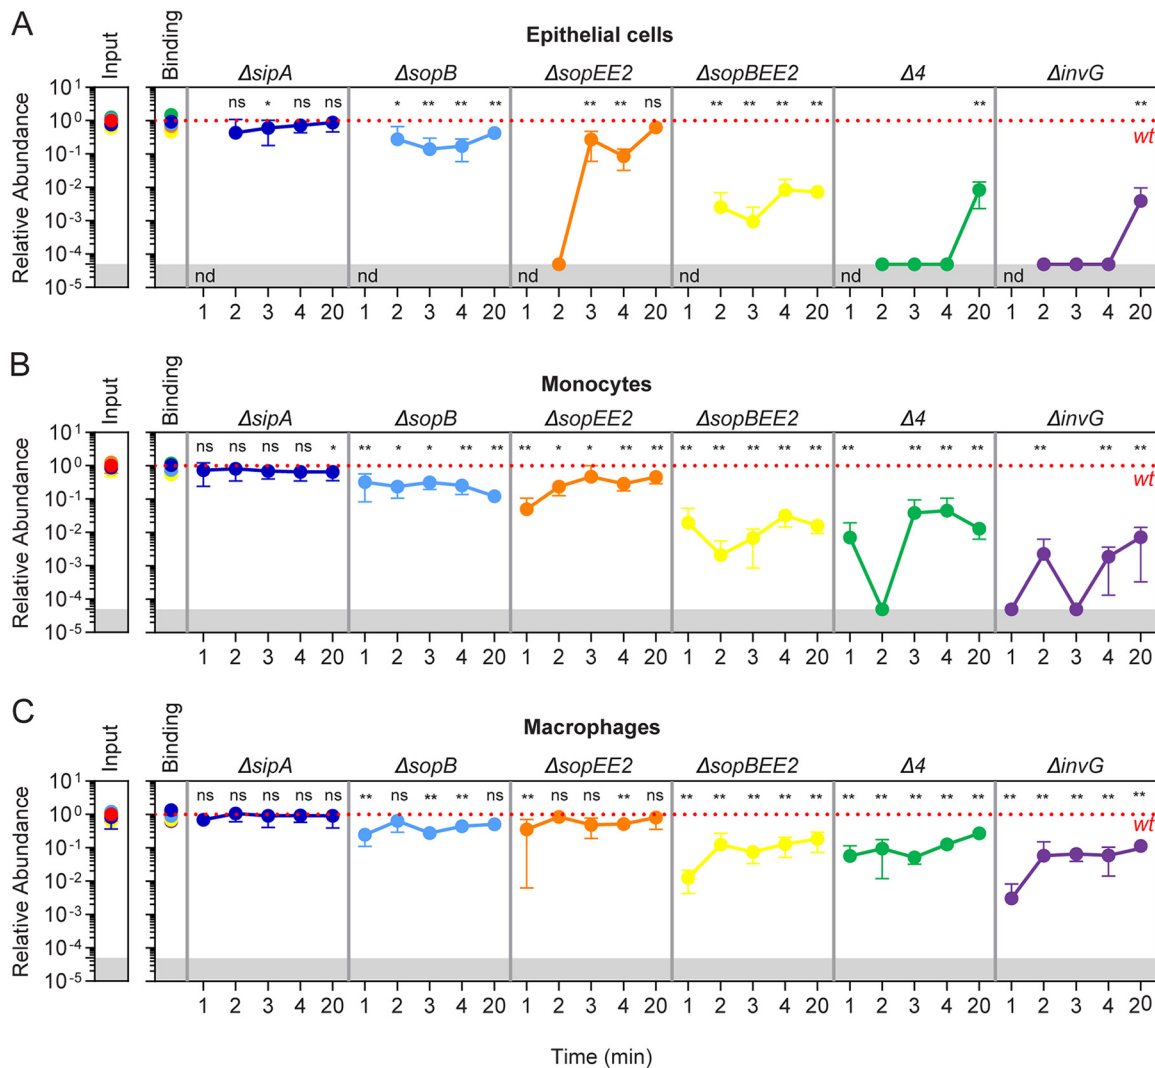 A
Epithelial cells
Input
Binding
ΔsipA ΔsopB ΔsopEE2 ΔsopBEE2 Δ4 ΔinvG
Relative Abundance
10¹
10⁰
10⁻¹
10⁻²
10⁻³
10⁻⁴
10⁻⁵
ns * ns ns * ** ** ** ** ** ns ** ** ** ** ** **
wt
nd nd nd nd nd nd
1 2 3 4 20 1 2 3 4 20 1 2 3 4 20 1 2 3 4 20 1 2 3 4 20 1 2 3 4 20
B
Monocytes
Input
Binding
ΔsipA ΔsopB ΔsopEE2 ΔsopBEE2 Δ4 ΔinvG
Relative Abundance
10¹
10⁰
10⁻¹
10⁻²
10⁻³
10⁻⁴
10⁻⁵
ns ns ns ns * ** * * ** ** ** * * ** ** ** ** ** ** ** ** ** ** ** ** ** **
wt
1 2 3 4 20 1 2 3 4 20 1 2 3 4 20 1 2 3 4 20 1 2 3 4 20 1 2 3 4 20
C
Macrophages
Input
Binding
ΔsipA ΔsopB ΔsopEE2 ΔsopBEE2 Δ4 ΔinvG
Relative Abundance
10¹
10⁰
10⁻¹
10⁻²
10⁻³
10⁻⁴
10⁻⁵
ns ns ns ns ns ** ns ** ** ns ** ns ns ** ns ** ** ** ** ** ** ** ** ** ** ** ** ** ** **
wt
1 2 3 4 20 1 2 3 4 20 1 2 3 4 20 1 2 3 4 20 1 2 3 4 20 1 2 3 4 20
Time (min)